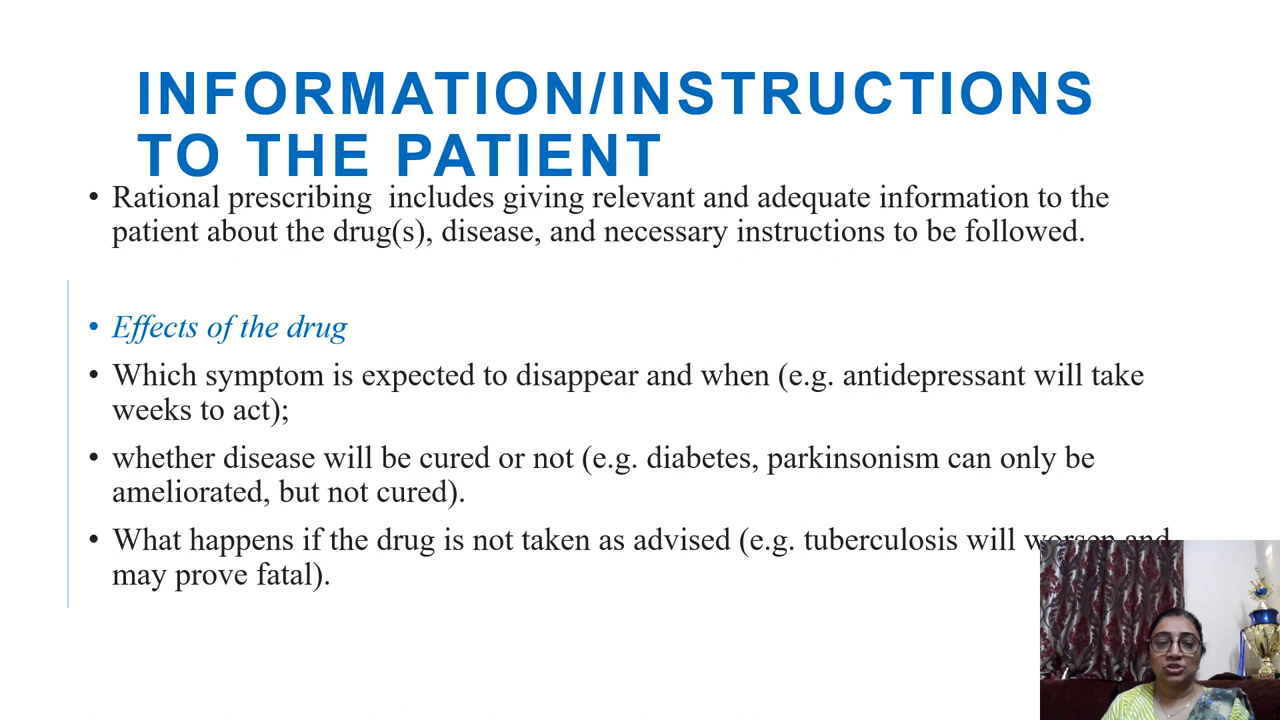 INFORMATION/INSTRUCTIONS
TO THE PATIENT
• Rational prescribing includes giving relevant and adequate information to the
patient about the drug(s), disease, and necessary instructions to be followed.
• Effects of the drug
• Which symptom is expected to disappear and when (e.g. antidepressant will take
weeks to act);
• whether disease will be cured or not (e.g. diabetes, parkinsonism can only be
ameliorated, but not cured).
• What happens if the drug is not taken as advised (e.g. tuberculosis will worsen and
may prove fatal).